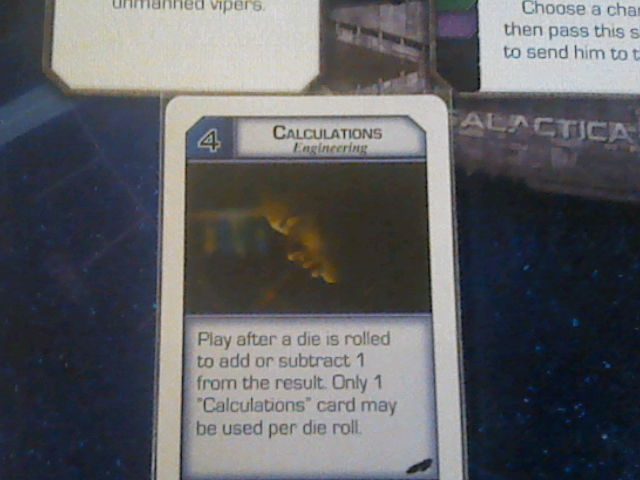 unmanned vipers.
Choose a cha
then pass this s
to send him to t
ALACTICA
4
CALCULATIONS
Engineering
Play after a die is rolled
to add or subtract 1
from the result. Only 1
"Calculations" card may
be used per die roll.